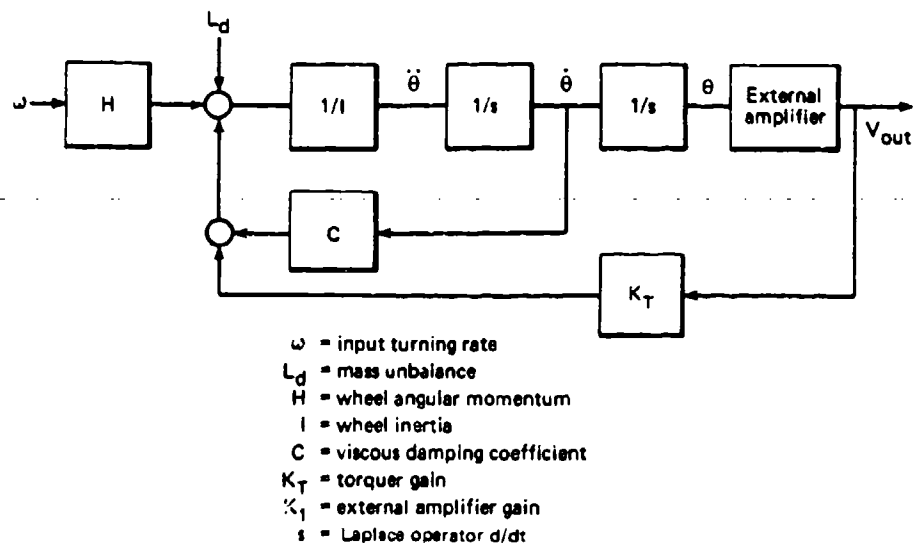 L_d
ω
H
1/I
θ̈
1/s
θ̇
1/s
θ
External
amplifier
V_out
C
K_T
ω = input turning rate
L_d = mass unbalance
H = wheel angular momentum
I = wheel inertia
C = viscous damping coefficient
K_T = torquer gain
K_1 = external amplifier gain
s = Laplace operator d/dt